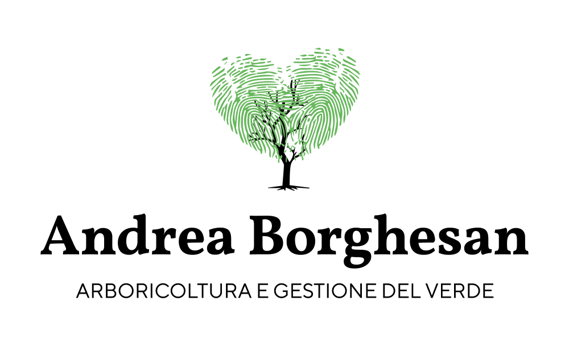 Andrea Borghesan
ARBORICOLTURA E GESTIONE DEL VERDE